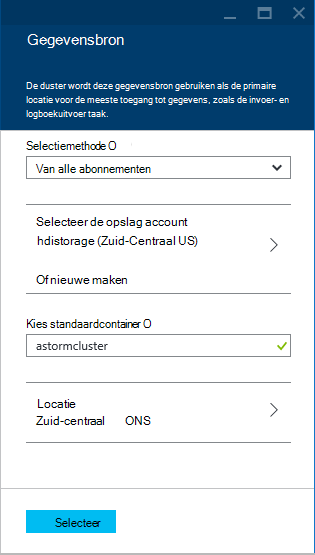 Gegevensbron
De duster wordt deze gegevensbron gebruiken als de primaire
locatie voor de meeste toegang tot gegevens, zoals de invoer- en
logboekuitvoer taak.
Selectiemethode O
Van alle abonnementen
Selecteer de opslag account
hdistorage (Zuid-Centraal US)
Of nieuwe maken
Kies standaardcontainer O
astormcluster
Locatie
Zuid-centraal ONS
Selecteer